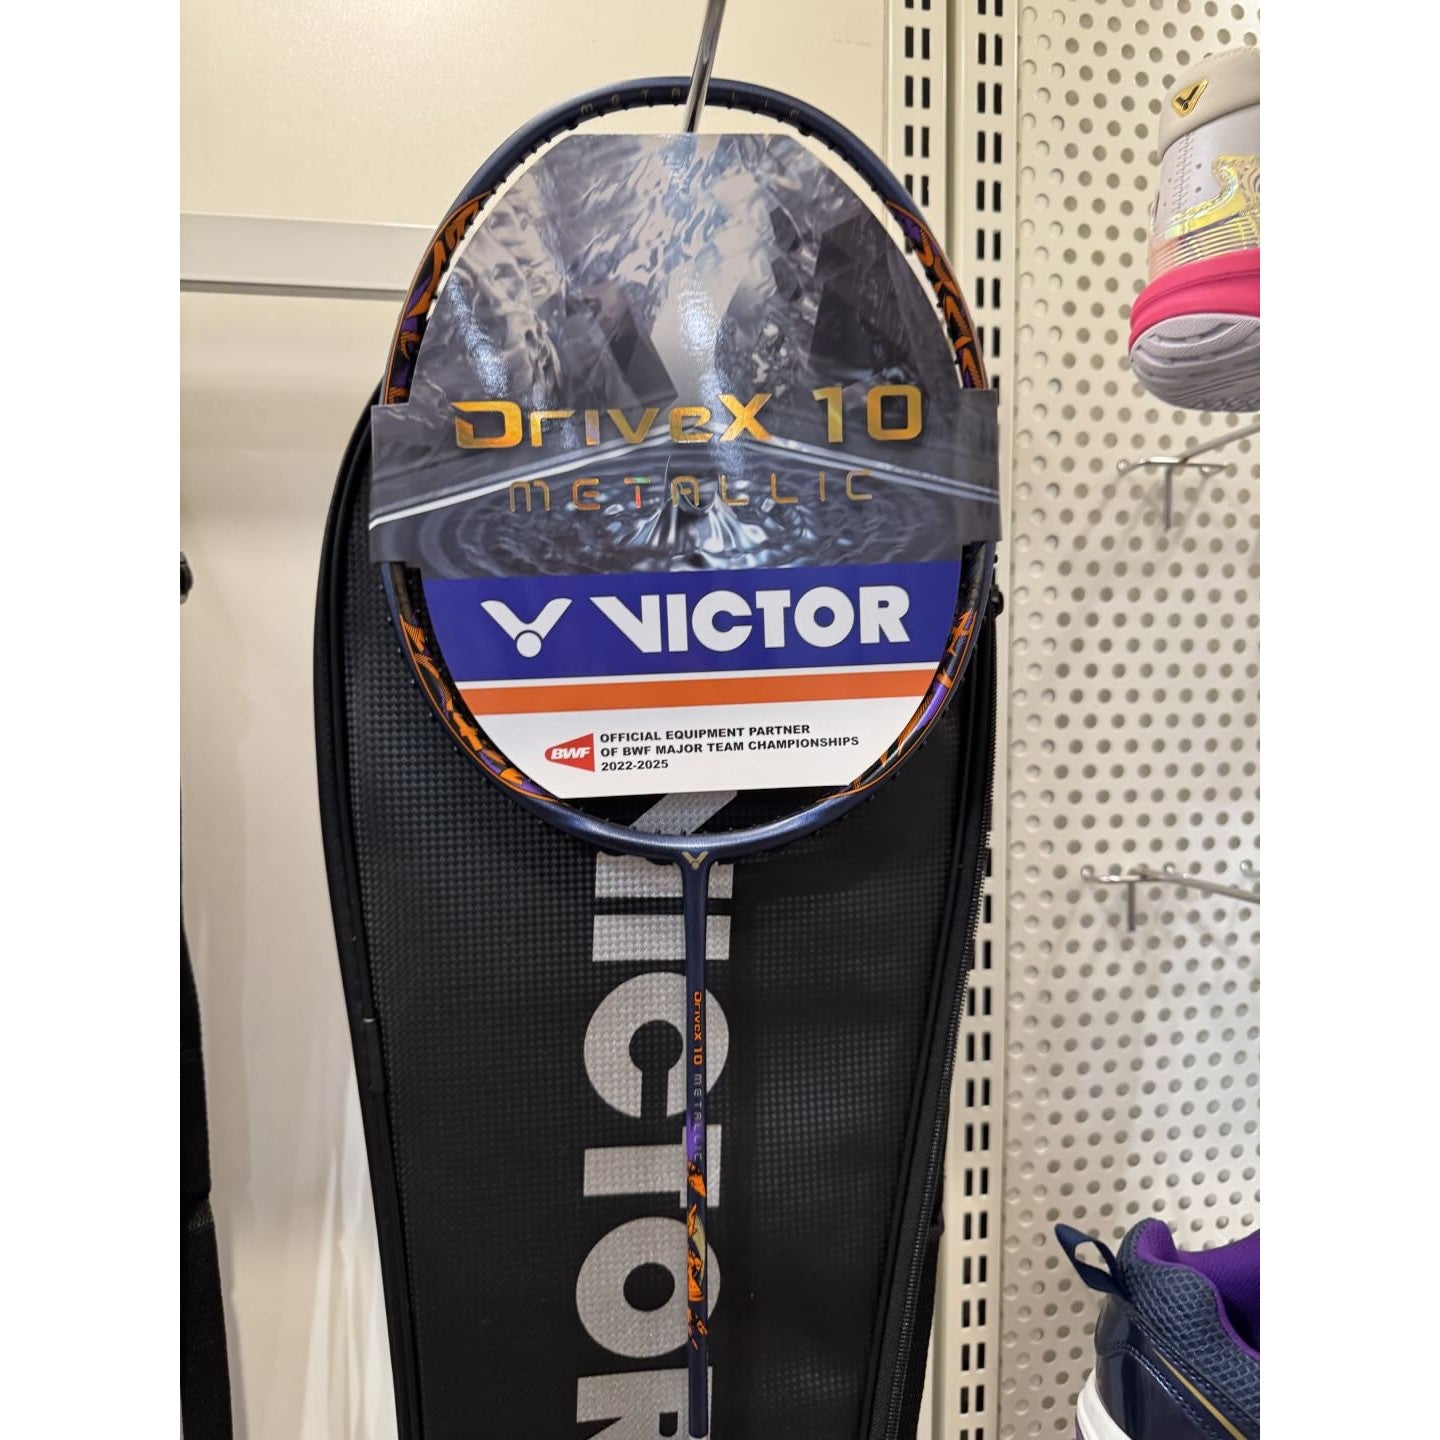 METALLIC
DriveX 10
METALLIC
VICTOR
BWF
OFFICIAL EQUIPMENT PARTNER
OF BWF MAJOR TEAM CHAMPIONSHIPS
2022-2025
DriveX 10 METALLIC
VICTOR